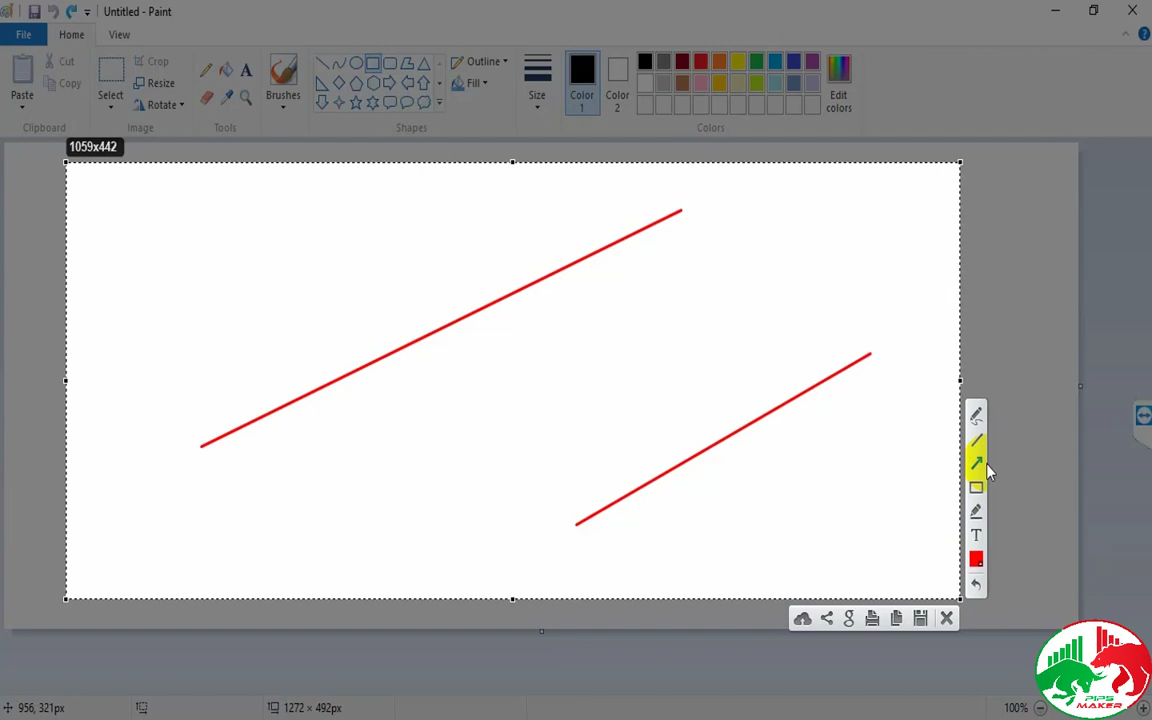 Untitled - Paint
File
Home
View
Paste
Cut
Copy
Clipboard
Select
Crop
Resize
Rotate
Image
A
Tools
Brushes
Shapes
Outline
Fill
Size
Color
1
Color
2
Edit
colors
Colors
1059x442
T
956, 321px
1272 × 492px
100%
PIPS
MAKER